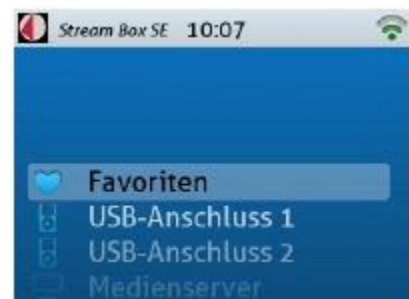 Stream Box SE 10:07
Favoriten
USB-Anschluss 1
USB-Anschluss 2
Medienserver